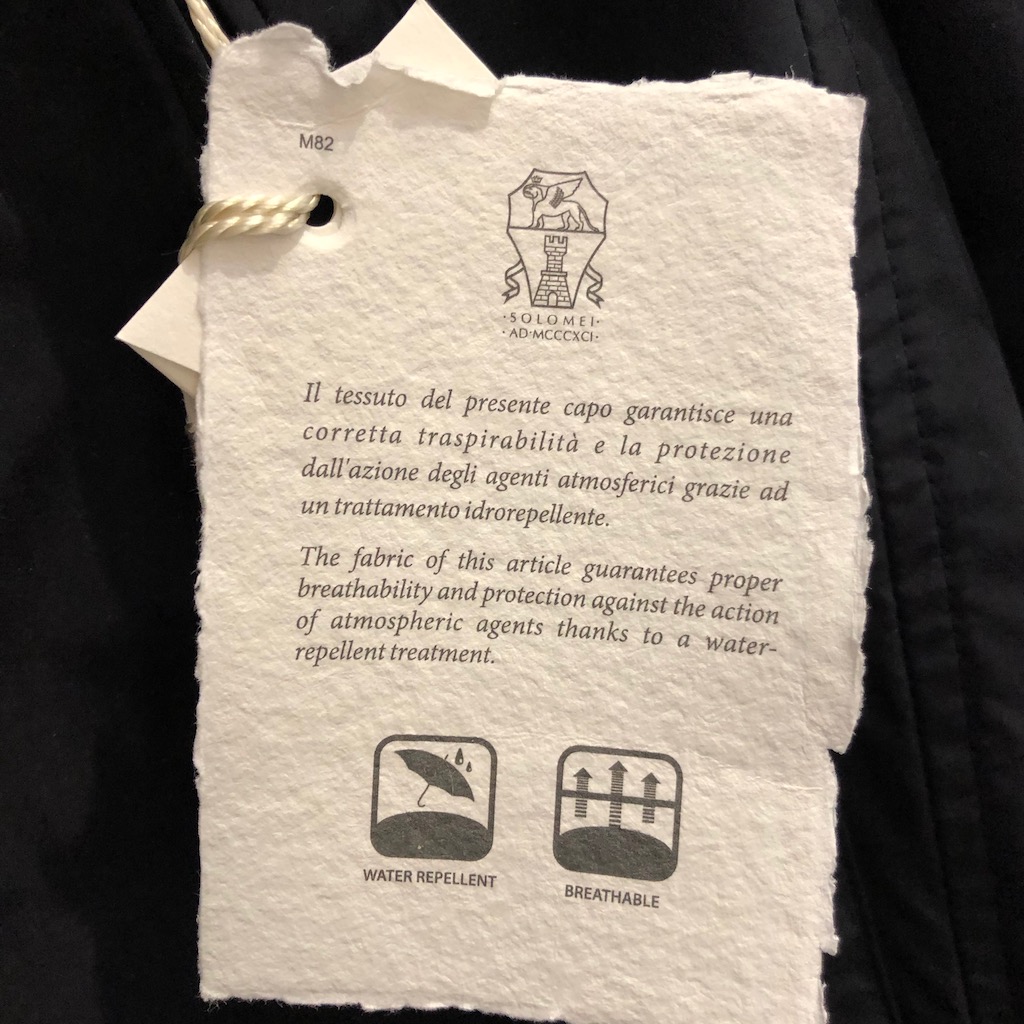 M82
·SOLOMEI·
·AD·MCCCXCI·
Il tessuto del presente capo garantisce una
corretta traspirabilità e la protezione
dall'azione degli agenti atmosferici grazie ad
un trattamento idrorepellente.
The fabric of this article guarantees proper
breathability and protection against the action
of atmospheric agents thanks to a water-
repellent treatment.
WATER REPELLENT
BREATHABLE